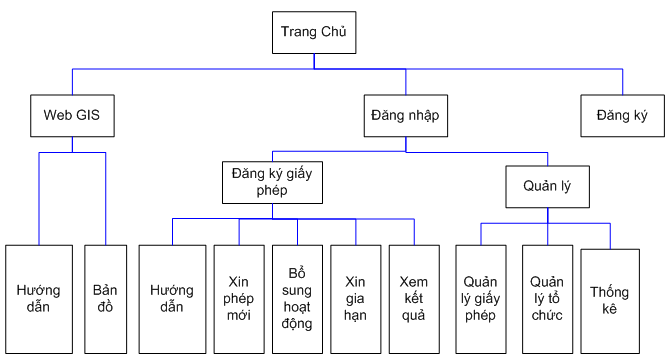 Trang Chủ
Web GIS
Đăng nhập
Đăng ký
Đăng ký giấy
phép
Quản lý
Hướng
dẫn
Bản
đồ
Hướng
dẫn
Xin
phép
mới
Bổ
sung
hoạt
động
Xin
gia
hạn
Xem
kết
quả
Quản
lý giấy
phép
Quản
lý tổ
chức
Thống
kê